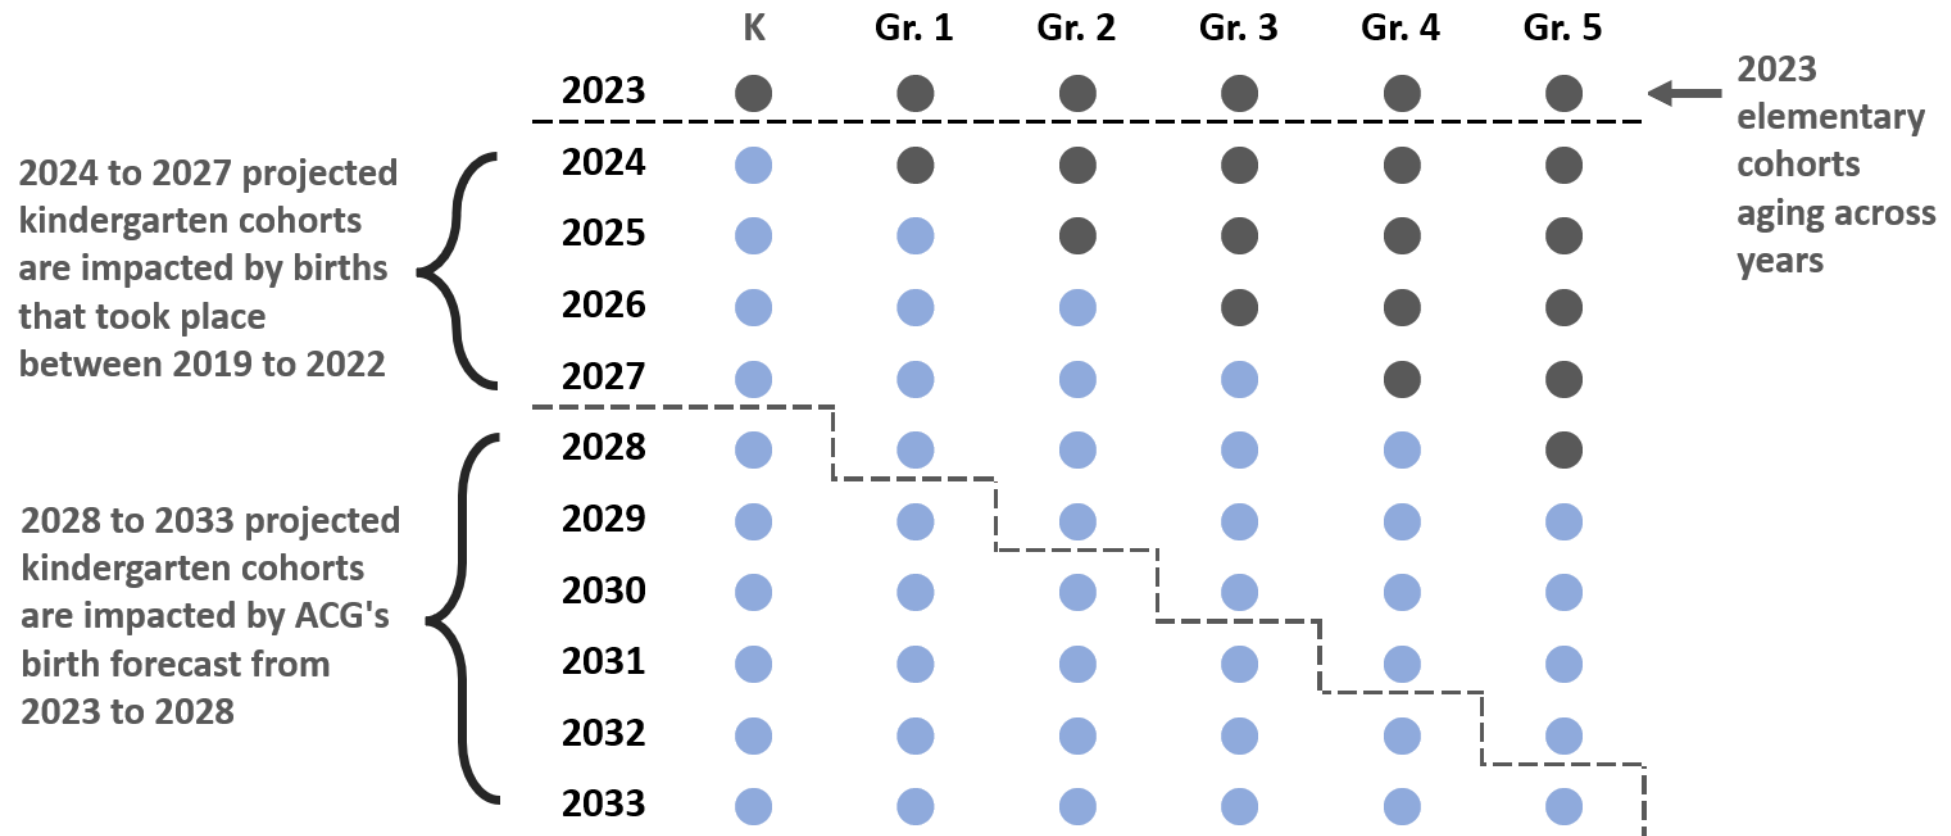 K Gr. 1 Gr. 2 Gr. 3 Gr. 4 Gr. 5
2023
2023
elementary
cohorts
aging across
years
2024 to 2027 projected
kindergarten cohorts
are impacted by births
that took place
between 2019 to 2022
2024
2025
2026
2027
2028 to 2033 projected
kindergarten cohorts
are impacted by ACG's
birth forecast from
2023 to 2028
2028
2029
2030
2031
2032
2033